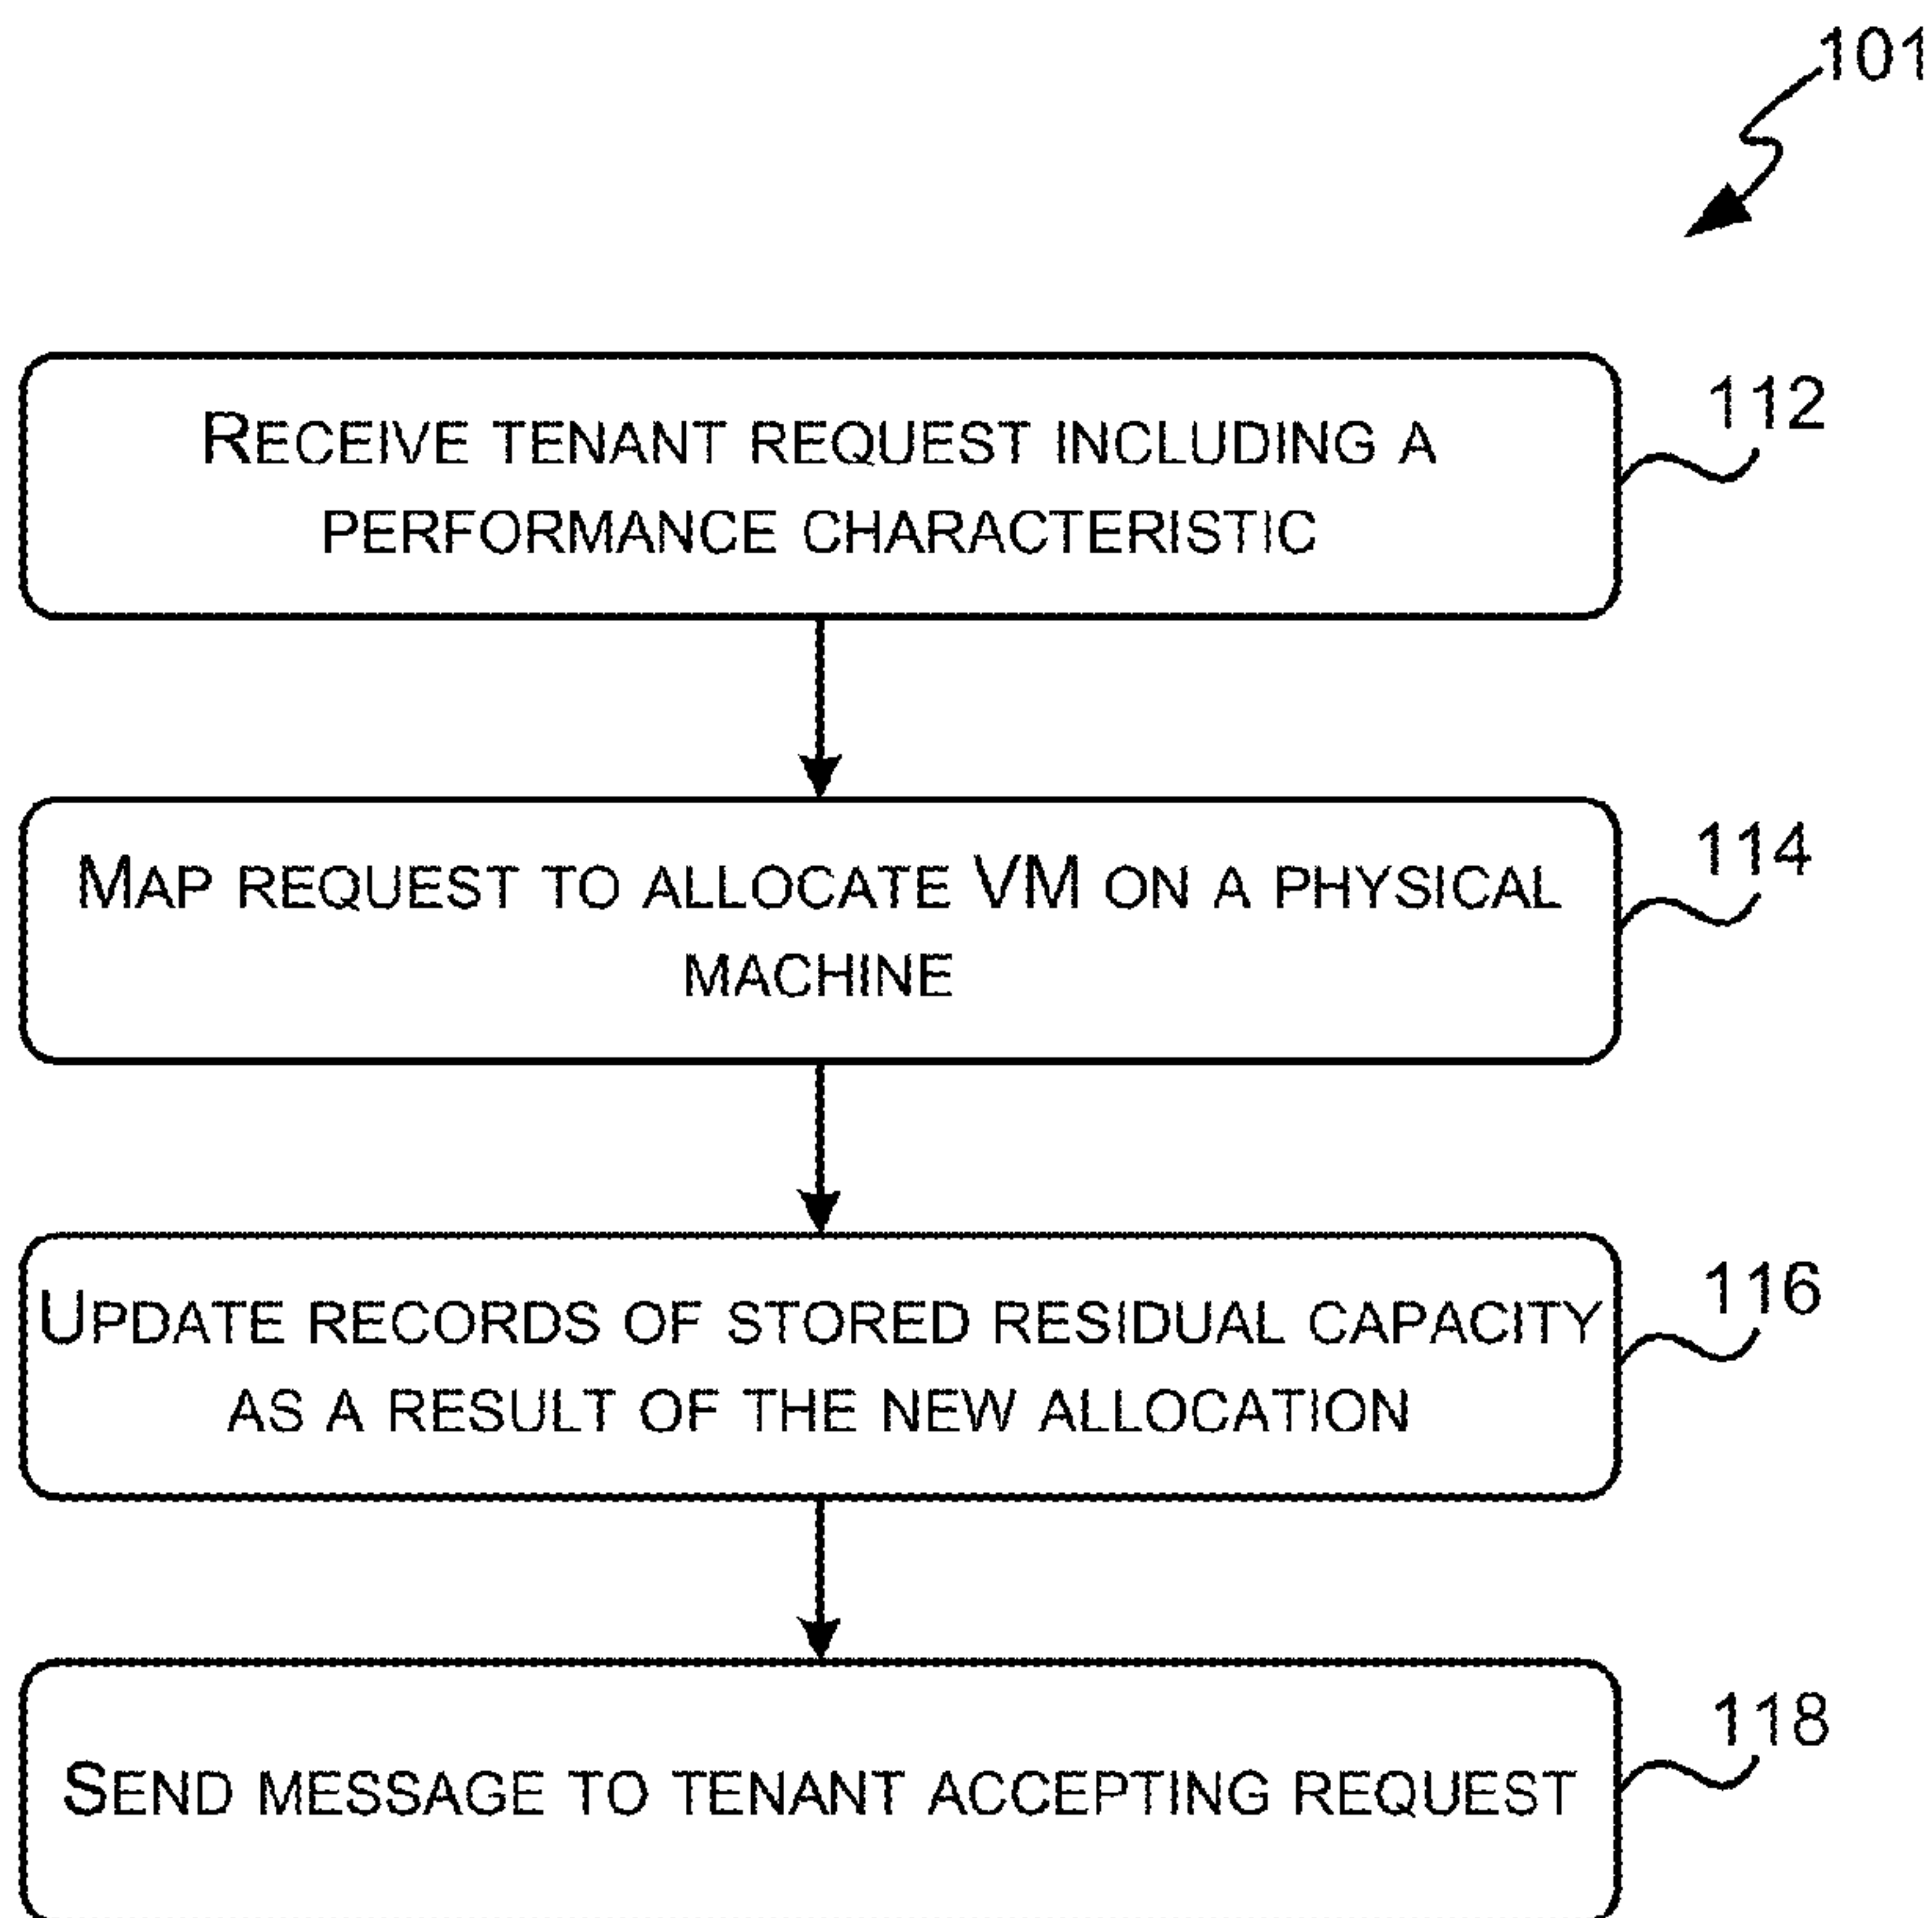 101
RECEIVE TENANT REQUEST INCLUDING A
PERFORMANCE CHARACTERISTIC
112
MAP REQUEST TO ALLOCATE VM ON A PHYSICAL
MACHINE
114
UPDATE RECORDS OF STORED RESIDUAL CAPACITY
AS A RESULT OF THE NEW ALLOCATION
116
SEND MESSAGE TO TENANT ACCEPTING REQUEST
118